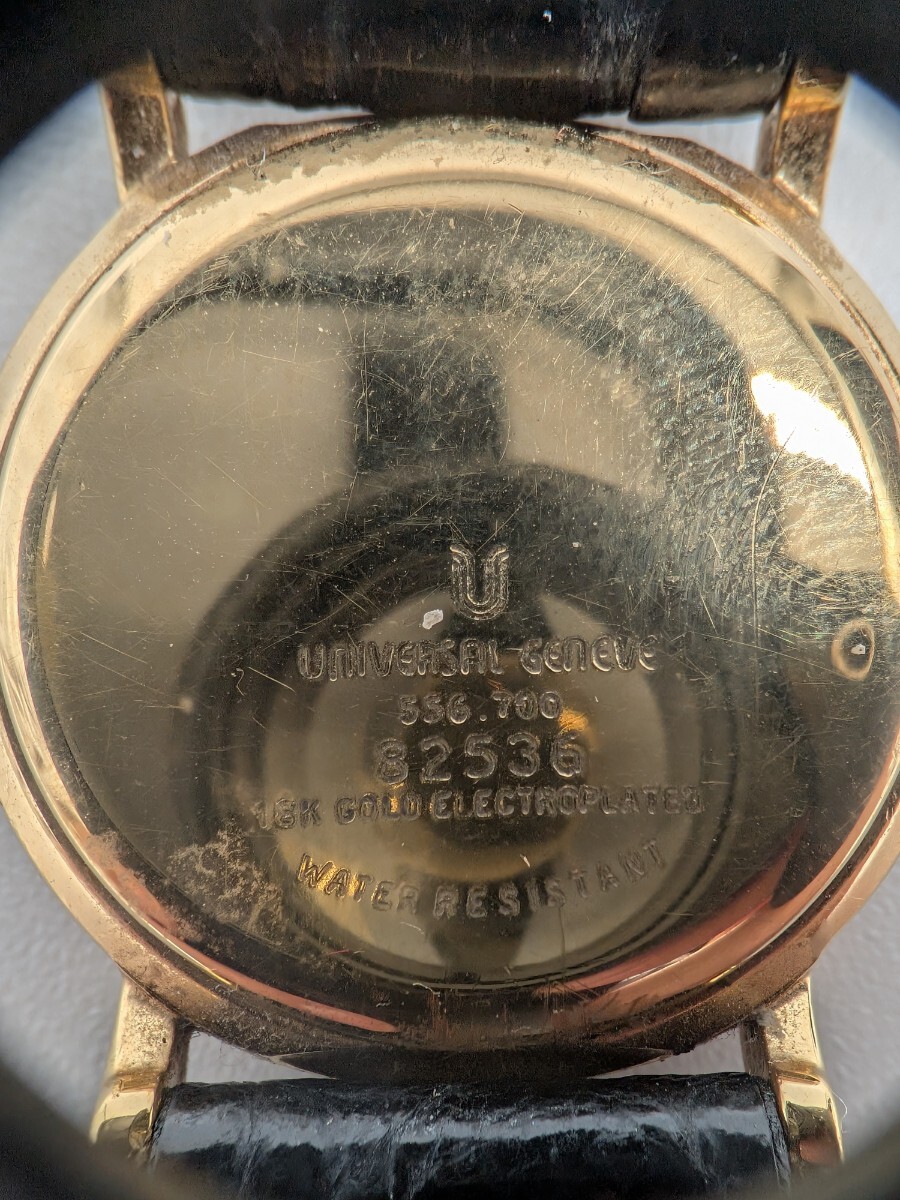 U
UNIVERSAL GENEVE
556.700
82536
18K GOLD ELECTROPLATED
WATER RESISTANT